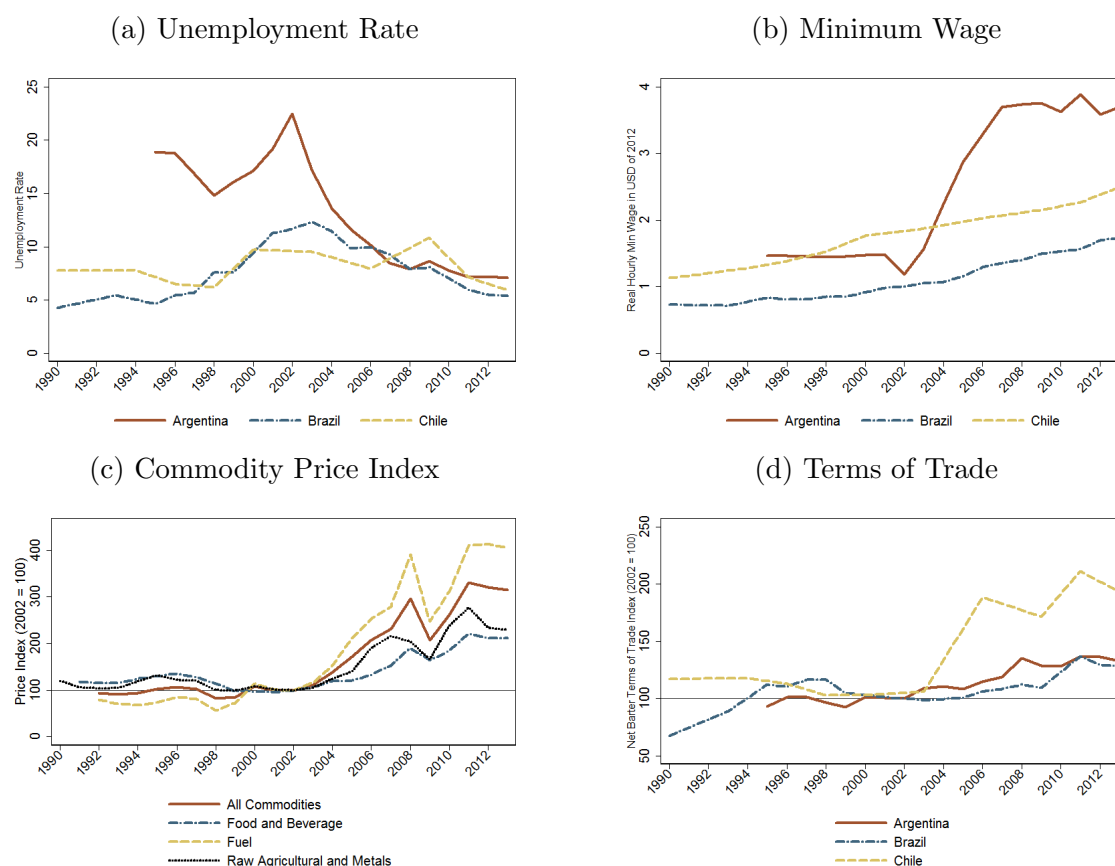 (a) Unemployment Rate
Unemployment Rate
25
20
15
10
5
0
1990 1992 1994 1996 1998 2000 2002 2004 2006 2008 2010 2012
Argentina Brazil Chile
(b) Minimum Wage
Real Hourly Min Wage in USD of 2012
4
3
2
1
0
1990 1992 1994 1996 1998 2000 2002 2004 2006 2008 2010 2012
Argentina Brazil Chile
(c) Commodity Price Index
Price Index (2002 = 100)
400
300
200
100
0
1990 1992 1994 1996 1998 2000 2002 2004 2006 2008 2010 2012
All Commodities
Food and Beverage
Fuel
Raw Agricultural and Metals
(d) Terms of Trade
Net Barter Terms of Trade Index (2002 = 100)
250
200
150
100
50
1990 1992 1994 1996 1998 2000 2002 2004 2006 2008 2010 2012
Argentina
Brazil
Chile